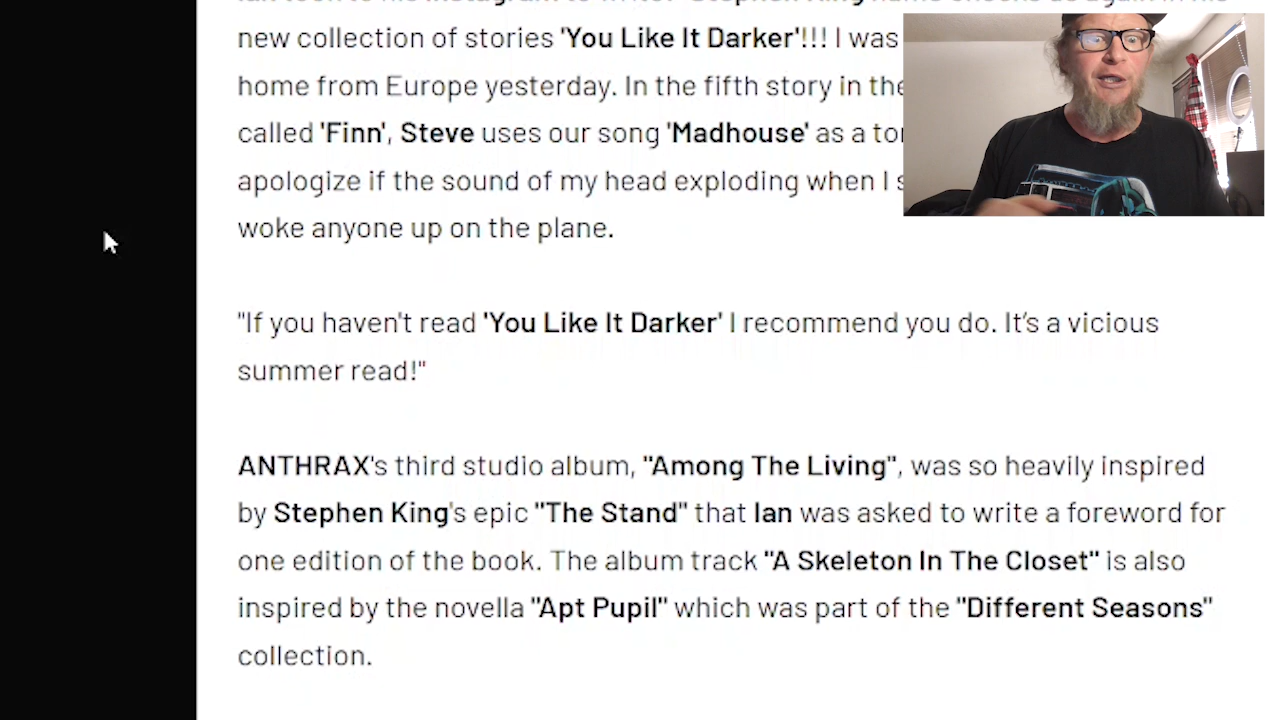 new collection of stories 'You Like It Darker'!!! I was
home from Europe yesterday. In the fifth story in the
called 'Finn', Steve uses our song 'Madhouse' as a
apologize if the sound of my head exploding when I
woke anyone up on the plane.
"If you haven't read 'You Like It Darker' I recommend you do. It's a vicious
summer read!"
ANTHRAX's third studio album, "Among The Living", was so heavily inspired
by Stephen King's epic "The Stand" that Ian was asked to write a foreword for
one edition of the book. The album track "A Skeleton In The Closet" is also
inspired by the novella "Apt Pupil" which was part of the "Different Seasons"
collection.